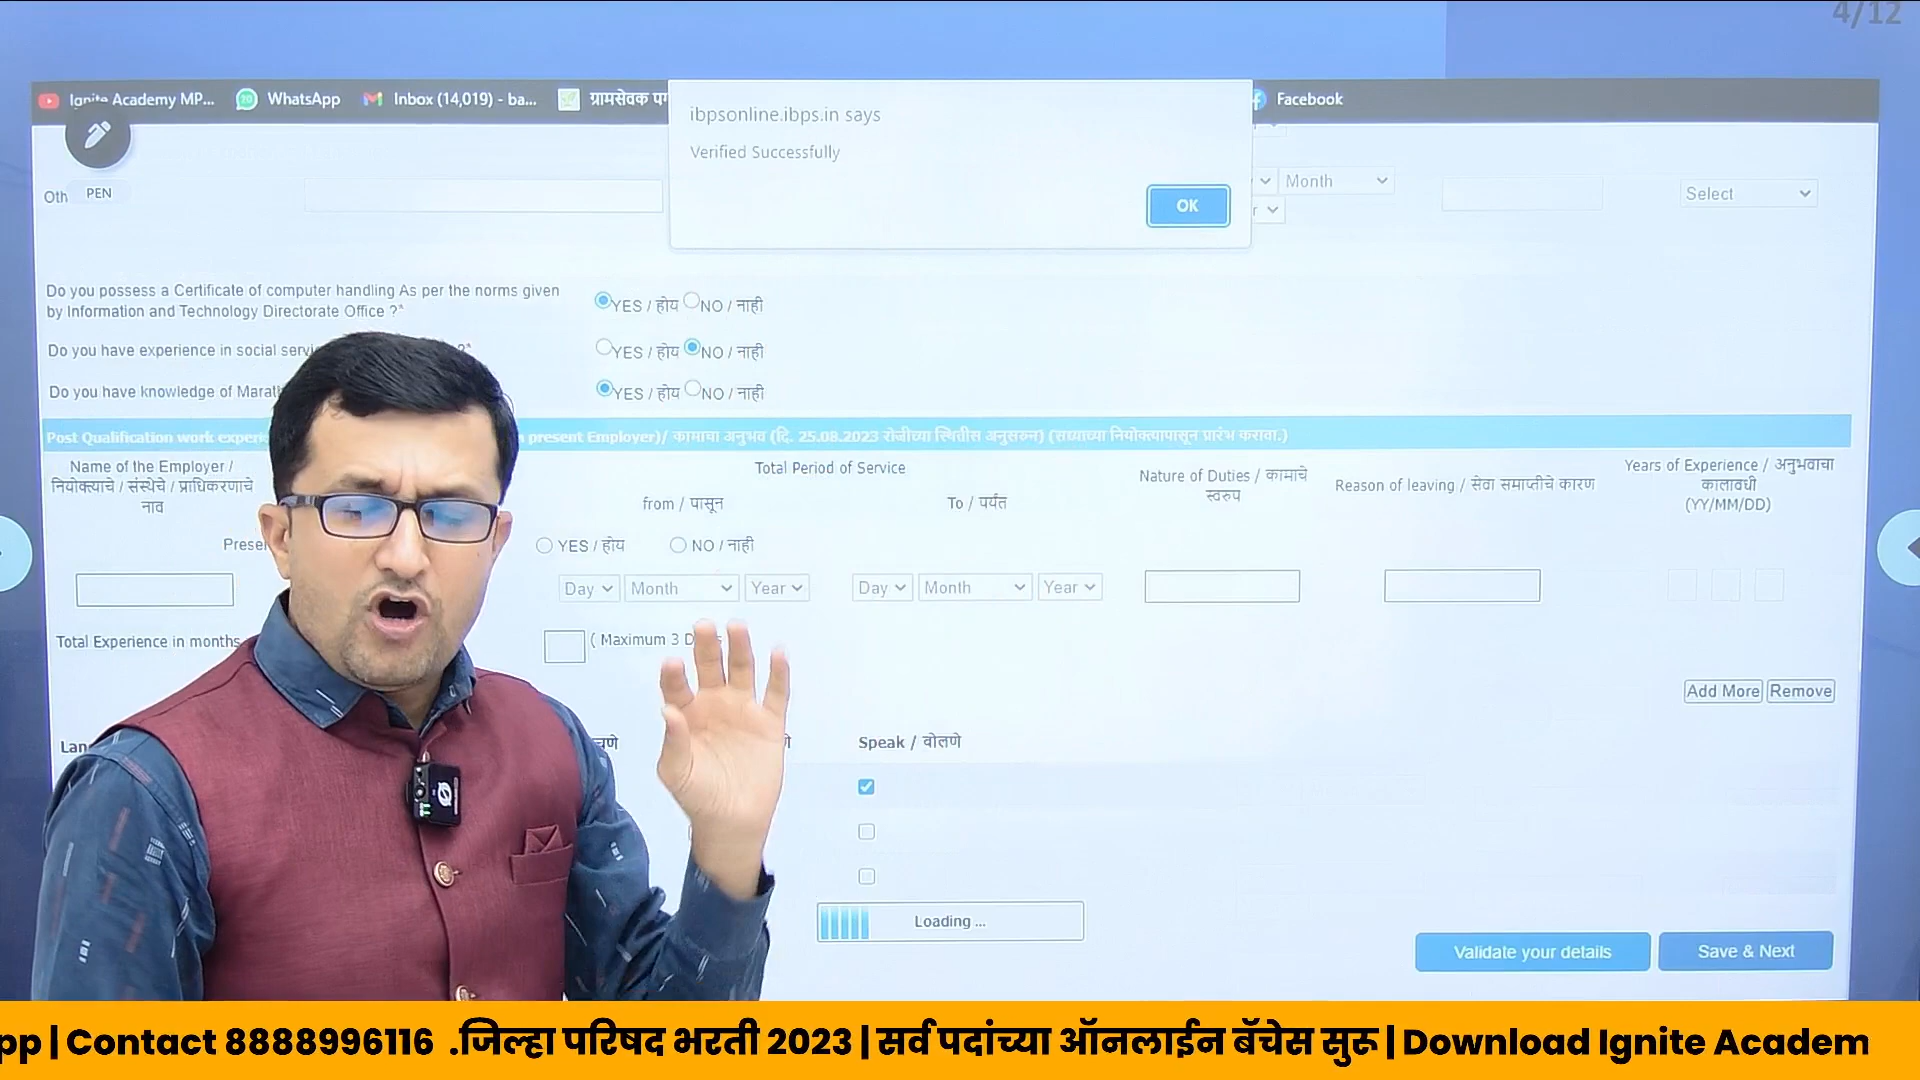 4/12
Ignite Academy MP... WhatsApp Inbox (14,019) - ba... ग्रामसेवक Facebook
ibpsonline.ibps.in says
Verified Successfully
OK
PEN
Month
Select
Do you possess a Certificate of computer handling As per the norms given
by Information and Technology Directorate Office ?*
YES / होय NO / नाही
Do you have experience in social
YES / होय NO / नाही
Do you have knowledge of
YES / होय NO / नाही
Post Qualification work present Employer)/ कामाचा अनुभव (दि. 25.08.2023 रोजीच्या स्थितीस अनुसरुन) (सध्याच्या नियोक्त्यापासून प्रारंभ करावा.)
Name of the Employer /
नियोक्त्याचे / संस्थेचे / प्राधिकरणाचे
नाव
Total Period of Service
from / पासून To / पर्यंत
Nature of Duties / कामाचे
स्वरुप
Reason of leaving / सेवा समाप्तीचे कारण
Years of Experience / अनुभवाचा
कालावधी
(YY/MM/DD)
YES / होय NO / नाही
Day Month Year Day Month Year
Total Experience in months
( Maximum 3
Add More Remove
Speak / बोलणे
Loading ...
Validate your details Save & Next
pp | Contact 8888996116 .जिल्हा परिषद भरती 2023 | सर्व पदांच्या ऑनलाईन बॅचेस सुरू | Download Ignite Academ